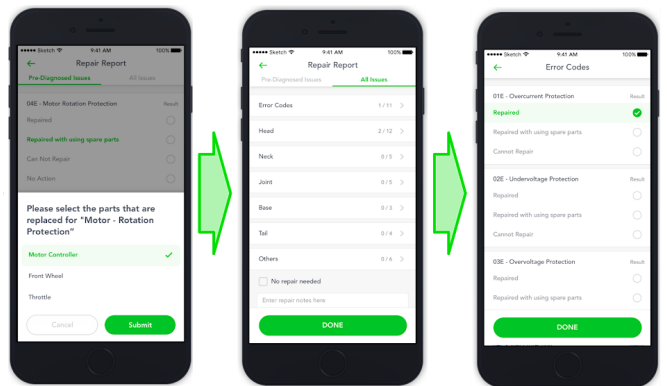 Sketch 9:41 AM 100%
Repair Report
Pre-Diagnosed Issues All Issues
04E - Motor Rotation Protection Result
Repaired
Repaired with using spare parts
Can Not Repair
No Action
Please select the parts that are
replaced for "Motor - Rotation
Protection"
Motor Controller
Front Wheel
Throttle
Cancel Submit
Sketch 9:41 AM 100%
Repair Report
Pre-Diagnosed Issues All Issues
Error Codes 1 / 11
Head 2 / 12
Neck 0 / 5
Joint 0 / 5
Base 0 / 3
Tail 0 / 4
Others 0 / 6
No repair needed
Enter repair notes here
DONE
Sketch 9:41 AM 100%
Error Codes
01E - Overcurrent Protection Result
Repaired
Repaired with using spare parts
Cannot Repair
02E - Undervoltage Protection Result
Repaired
Repaired with using spare parts
Cannot Repair
03E - Overvoltage Protection Result
Repaired
Repaired with using spare parts
DONE